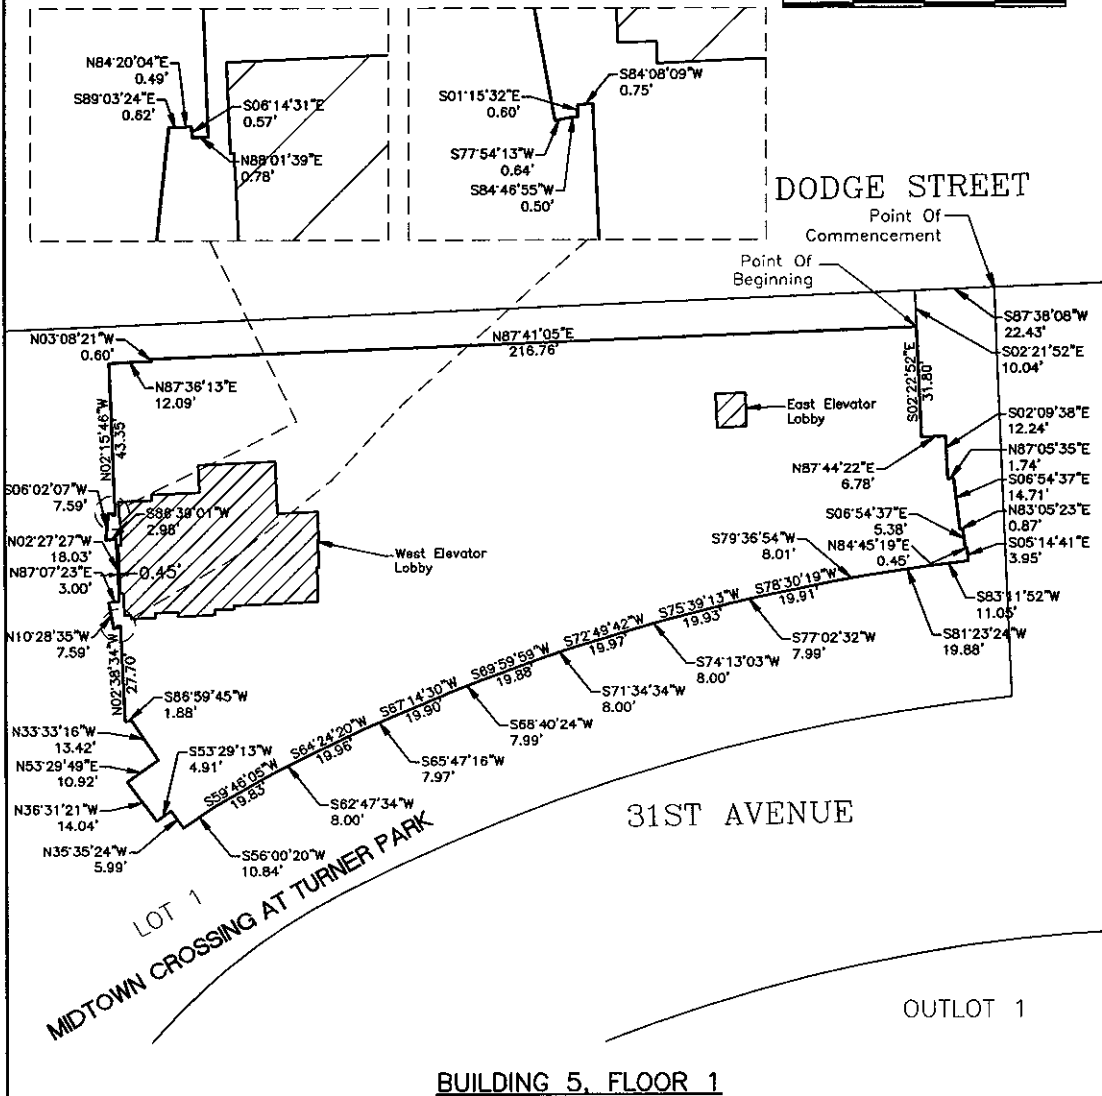 N84°20'04"E
0.49'
S89°03'24"E
0.62'
S06°14'31"E
0.57'
N88°01'39"E
0.78'
S84°08'09"W
0.75'
S01°15'32"E
0.60'
S77°54'13"W
0.64'
S84°46'55"W
0.50'
DODGE STREET
Point Of
Commencement
Point Of
Beginning
S87°38'08"W
22.43'
N03°08'21"W
0.60'
N87°41'05"E
216.76'
S02°21'52"E
10.04'
N87°36'13"E
12.09'
S02°22'52"E
31.80'
N02°15'46"W
43.35'
East Elevator
Lobby
S02°09'38"E
12.24'
N87°05'35"E
1.74'
N87°44'22"E
6.78'
S06°54'37"E
14.71'
S06°02'07"W
7.59'
S86°39'01"W
2.98'
S06°54'37"E
5.38'
N83°05'23"E
0.87'
N02°27'27"W
18.03'
S79°36'54"W
8.01'
N84°45'19"E
0.45'
S05°14'41"E
3.95'
West Elevator
Lobby
N87°07'23"E
3.00'
0.45'
S78°30'19"W
19.91'
S83°11'52"W
11.05'
S75°39'13"W
19.93'
N10°28'35"W
7.59'
S72°49'42"W
19.97'
S77°02'32"W
7.99'
S81°23'24"W
19.88'
N02°38'34"W
27.70'
S69°59'59"W
19.88'
S74°13'03"W
8.00'
S86°59'45"W
1.88'
S67°14'30"W
19.90'
S71°34'34"W
8.00'
N33°33'16"W
13.42'
S64°24'20"W
19.96'
S68°40'24"W
7.99'
S53°29'13"W
4.91'
N53°29'49"E
10.92'
S59°46'05"W
19.83'
S65°47'16"W
7.97'
N36°31'21"W
14.04'
S62°47'34"W
8.00'
31ST AVENUE
N35°35'24"W
5.99'
S56°00'20"W
10.84'
LOT 1
MIDTOWN CROSSING AT TURNER PARK
OUTLOT 1
BUILDING 5, FLOOR 1